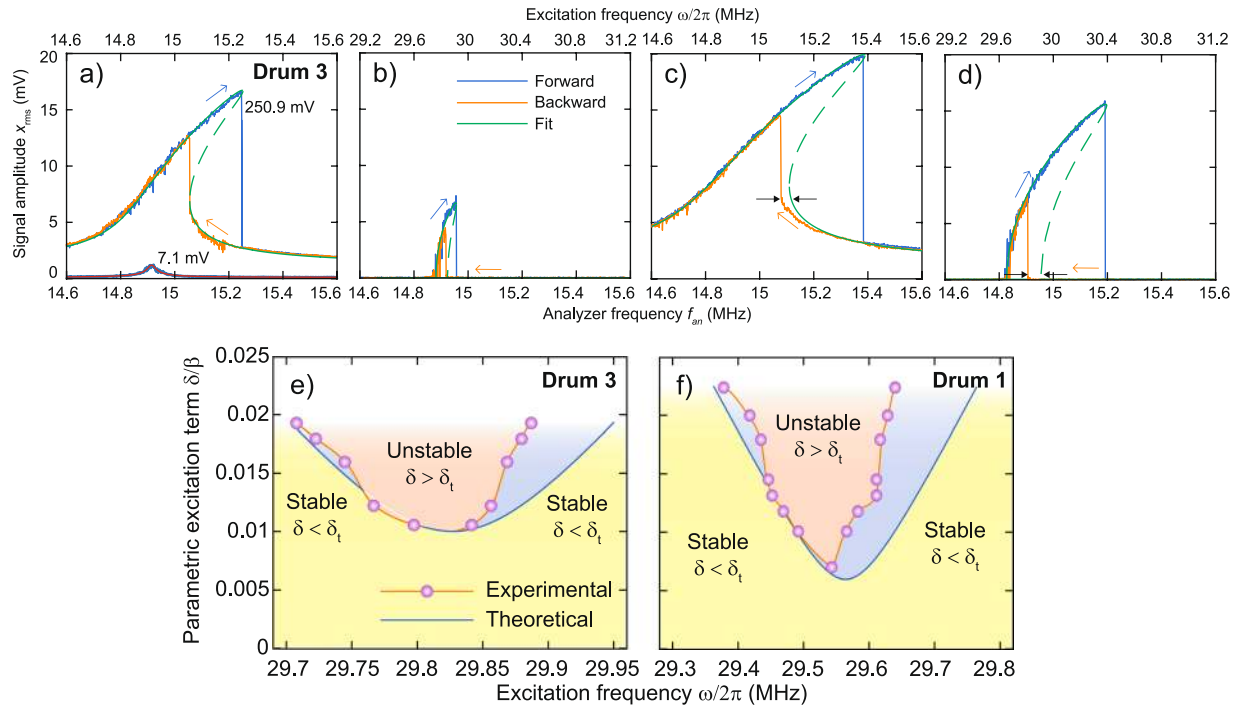 Excitation frequency ω/2π (MHz)
14.6 14.8 15 15.2 15.4 15.6 29.2 29.6 30 30.4 30.8 31.2 14.6 14.8 15 15.2 15.4 15.6 29.2 29.6 30 30.4 30.8 31.2
Signal amplitude x_rms (mV)
20
15
10
5
0
a) Drum 3
250.9 mV
7.1 mV
b)
Forward
Backward
Fit
c)
d)
14.6 14.8 15 15.2 15.4 15.6 14.8 15 15.2 15.4 15.6 14.6 14.8 15 15.2 15.4 15.6 14.8 15 15.2 15.4 15.6
Analyzer frequency f_an (MHz)
Parametric excitation term δ/β
0.025
0.02
0.015
0.01
0.005
0
e) Drum 3
Unstable
δ > δ_t
Stable
δ < δ_t
Stable
δ < δ_t
Experimental
Theoretical
29.7 29.75 29.8 29.85 29.9 29.95
f) Drum 1
Unstable
δ > δ_t
Stable
δ < δ_t
Stable
δ < δ_t
29.3 29.4 29.5 29.6 29.7 29.8
Excitation frequency ω/2π (MHz)